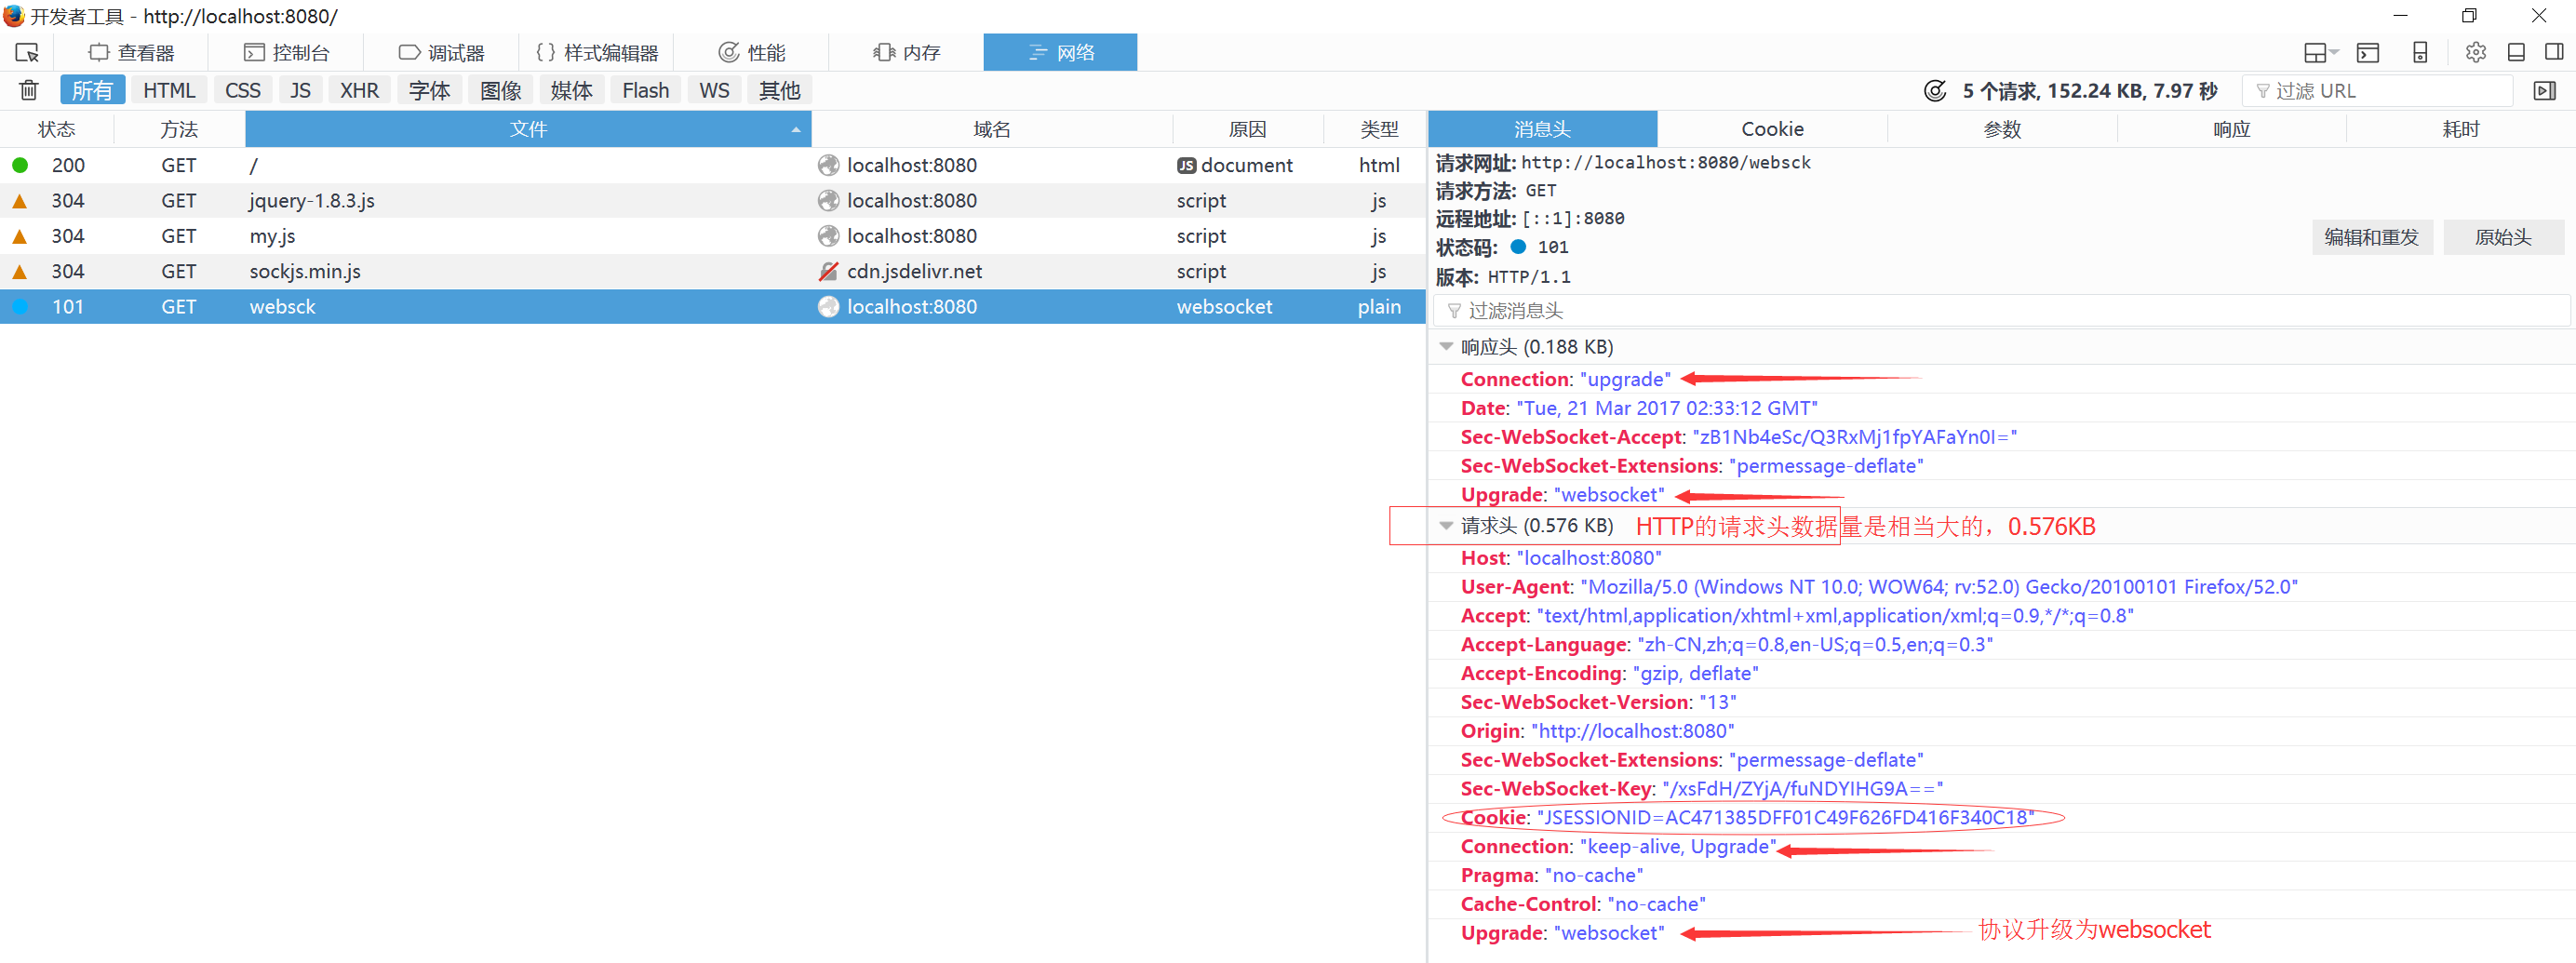 开发者工具 - http://localhost:8080/
查看器 控制台 调试器 {} 样式编辑器 性能 内存 网络
所有 HTML CSS JS XHR 字体 图像 媒体 Flash WS 其他 5 个请求, 152.24 KB, 7.97 秒 过滤 URL
状态 方法 文件 域名 原因 类型
200 GET / localhost:8080 JS document html
304 GET jquery-1.8.3.js localhost:8080 script js
304 GET my.js localhost:8080 script js
304 GET sockjs.min.js cdn.jsdelivr.net script js
101 GET websck localhost:8080 websocket plain
消息头 Cookie 参数 响应 耗时
请求网址: http://localhost:8080/websck
请求方法: GET
远程地址: [::1]:8080
状态码: 101 编辑和重发 原始头
版本: HTTP/1.1
过滤消息头
响应头 (0.188 KB)
Connection: "upgrade"
Date: "Tue, 21 Mar 2017 02:33:12 GMT"
Sec-WebSocket-Accept: "zB1Nb4eSc/Q3RxMj1fpYAFaYn0I="
Sec-WebSocket-Extensions: "permessage-deflate"
Upgrade: "websocket"
请求头 (0.576 KB) HTTP的请求头数据量是相当大的，0.576KB
Host: "localhost:8080"
User-Agent: "Mozilla/5.0 (Windows NT 10.0; WOW64; rv:52.0) Gecko/20100101 Firefox/52.0"
Accept: "text/html,application/xhtml+xml,application/xml;q=0.9,*/*;q=0.8"
Accept-Language: "zh-CN,zh;q=0.8,en-US;q=0.5,en;q=0.3"
Accept-Encoding: "gzip, deflate"
Sec-WebSocket-Version: "13"
Origin: "http://localhost:8080"
Sec-WebSocket-Extensions: "permessage-deflate"
Sec-WebSocket-Key: "/xsFdH/ZYjA/fuNDYIHG9A=="
Cookie: "JSESSIONID=AC471385DFF01C49F626FD416F340C18"
Connection: "keep-alive, Upgrade"
Pragma: "no-cache"
Cache-Control: "no-cache"
Upgrade: "websocket" 协议升级为websocket